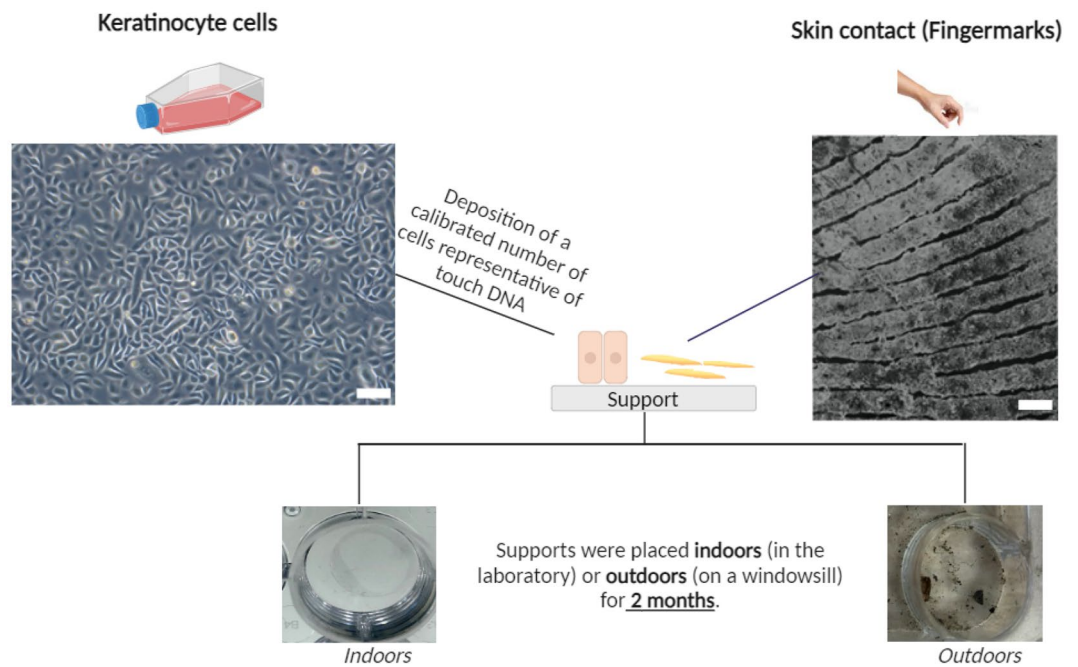 Keratinocyte cells
Skin contact (Fingermarks)
Deposition of a
calibrated number of
cells representative of
touch DNA
Support
Supports were placed indoors (in the
laboratory) or outdoors (on a windowsill)
for 2 months.
Indoors
Outdoors